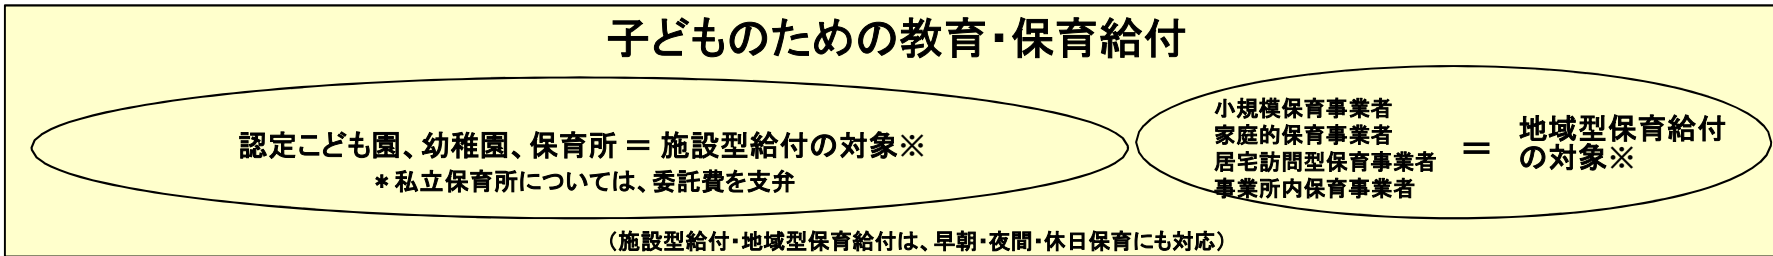 子どものための教育・保育給付
認定こども園、幼稚園、保育所 = 施設型給付の対象※
*私立保育所については、委託費を支弁
小規模保育事業者
家庭的保育事業者
居宅訪問型保育事業者
事業所内保育事業者
=
地域型保育給付
の対象※
(施設型給付・地域型保育給付は、早朝・夜間・休日保育にも対応)